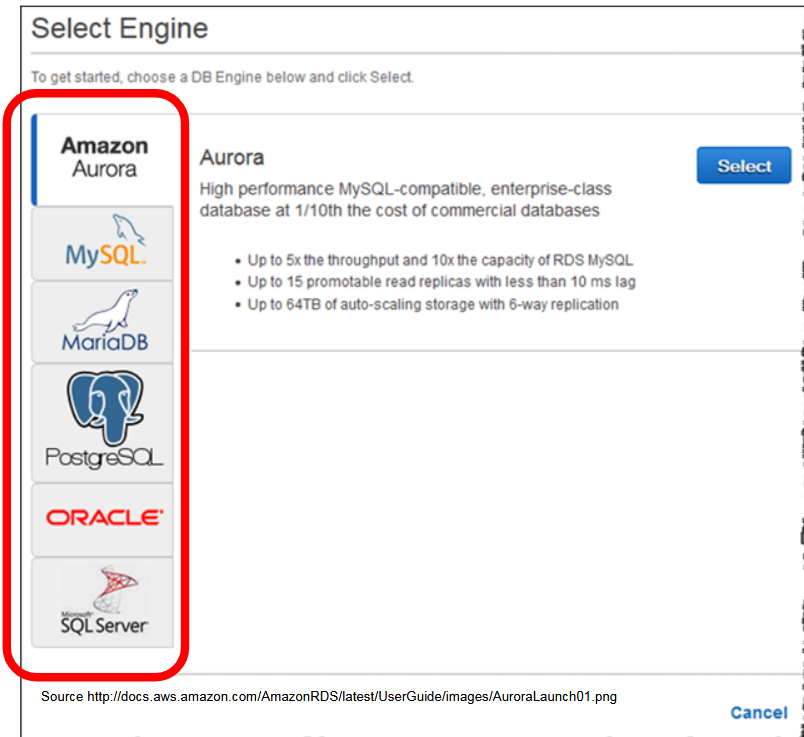 Select Engine
To get started, choose a DB Engine below and click Select.
Amazon
Aurora
MySQL
MariaDB
PostgreSQL
ORACLE
Microsoft
SQL Server
Aurora
Select
High performance MySQL-compatible, enterprise-class
database at 1/10th the cost of commercial databases
• Up to 5x the throughput and 10x the capacity of RDS MySQL
• Up to 15 promotable read replicas with less than 10 ms lag
• Up to 64TB of auto-scaling storage with 6-way replication
Source http://docs.aws.amazon.com/AmazonRDS/latest/UserGuide/images/AuroraLaunch01.png
Cancel